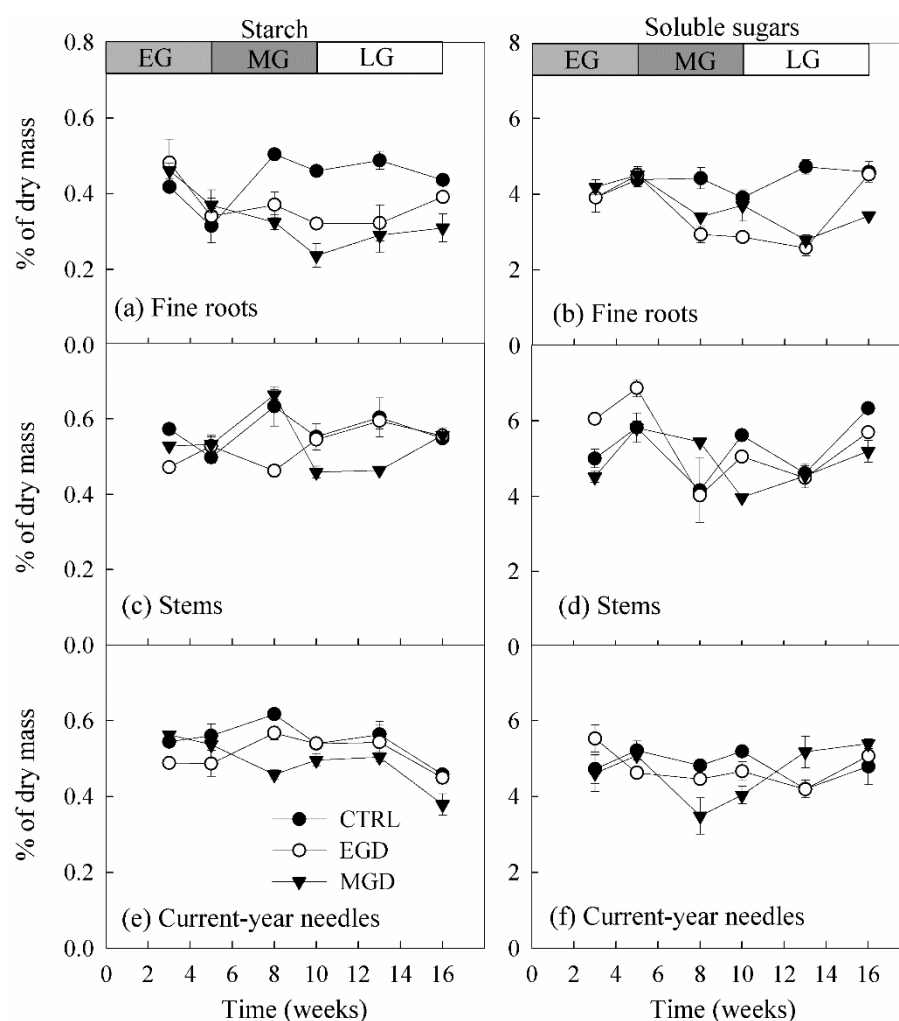 Starch
Soluble sugars
EG MG LG
EG MG LG
0.8
0.6
0.4
0.2
0.0
% of dry mass
(a) Fine roots
8
6
4
2
0
(b) Fine roots
0.6
0.4
0.2
0.0
% of dry mass
(c) Stems
6
4
2
0
(d) Stems
0.6
0.4
0.2
0.0
% of dry mass
CTRL
EGD
MGD
(e) Current-year needles
6
4
2
0
(f) Current-year needles
0 2 4 6 8 10 12 14 16
0 2 4 6 8 10 12 14 16
Time (weeks)
Time (weeks)